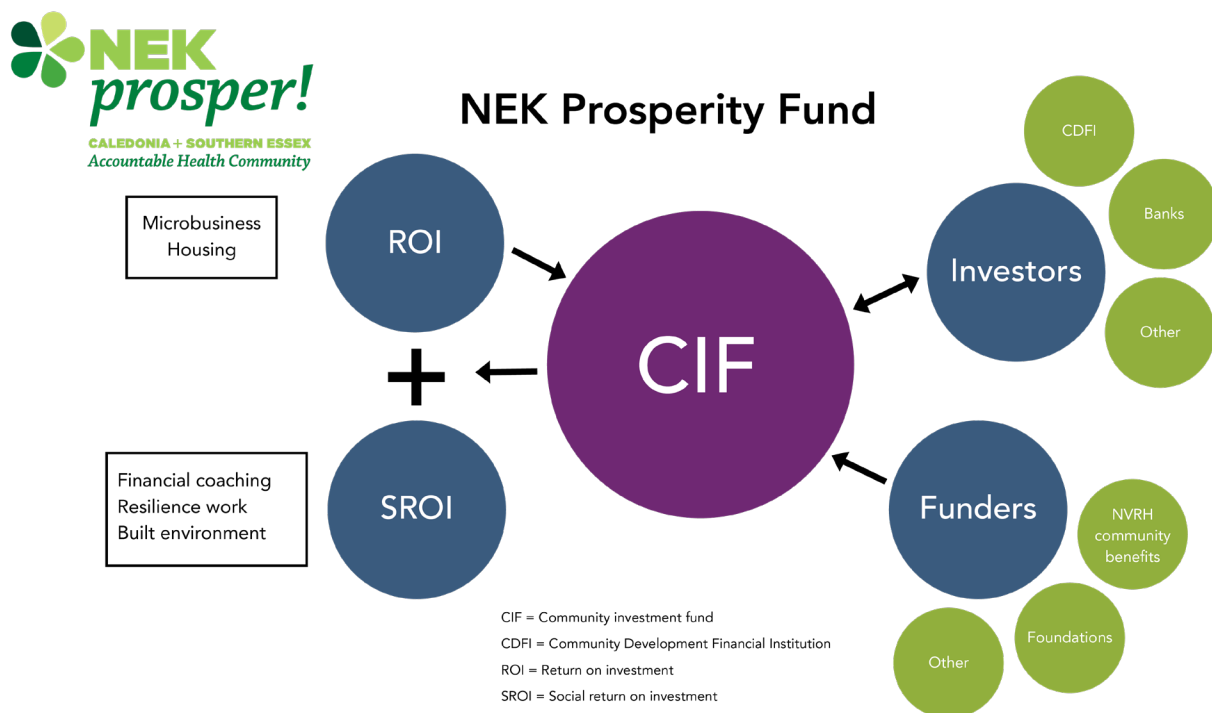 NEK
prosper!
CALEDONIA + SOUTHERN ESSEX
Accountable Health Community
NEK Prosperity Fund
Microbusiness
Housing
ROI
+
SROI
Financial coaching
Resilience work
Built environment
CIF
Investors
CDFI
Banks
Other
Funders
NVRH
community
benefits
Foundations
Other
CIF = Community investment fund
CDFI = Community Development Financial Institution
ROI = Return on investment
SROI = Social return on investment